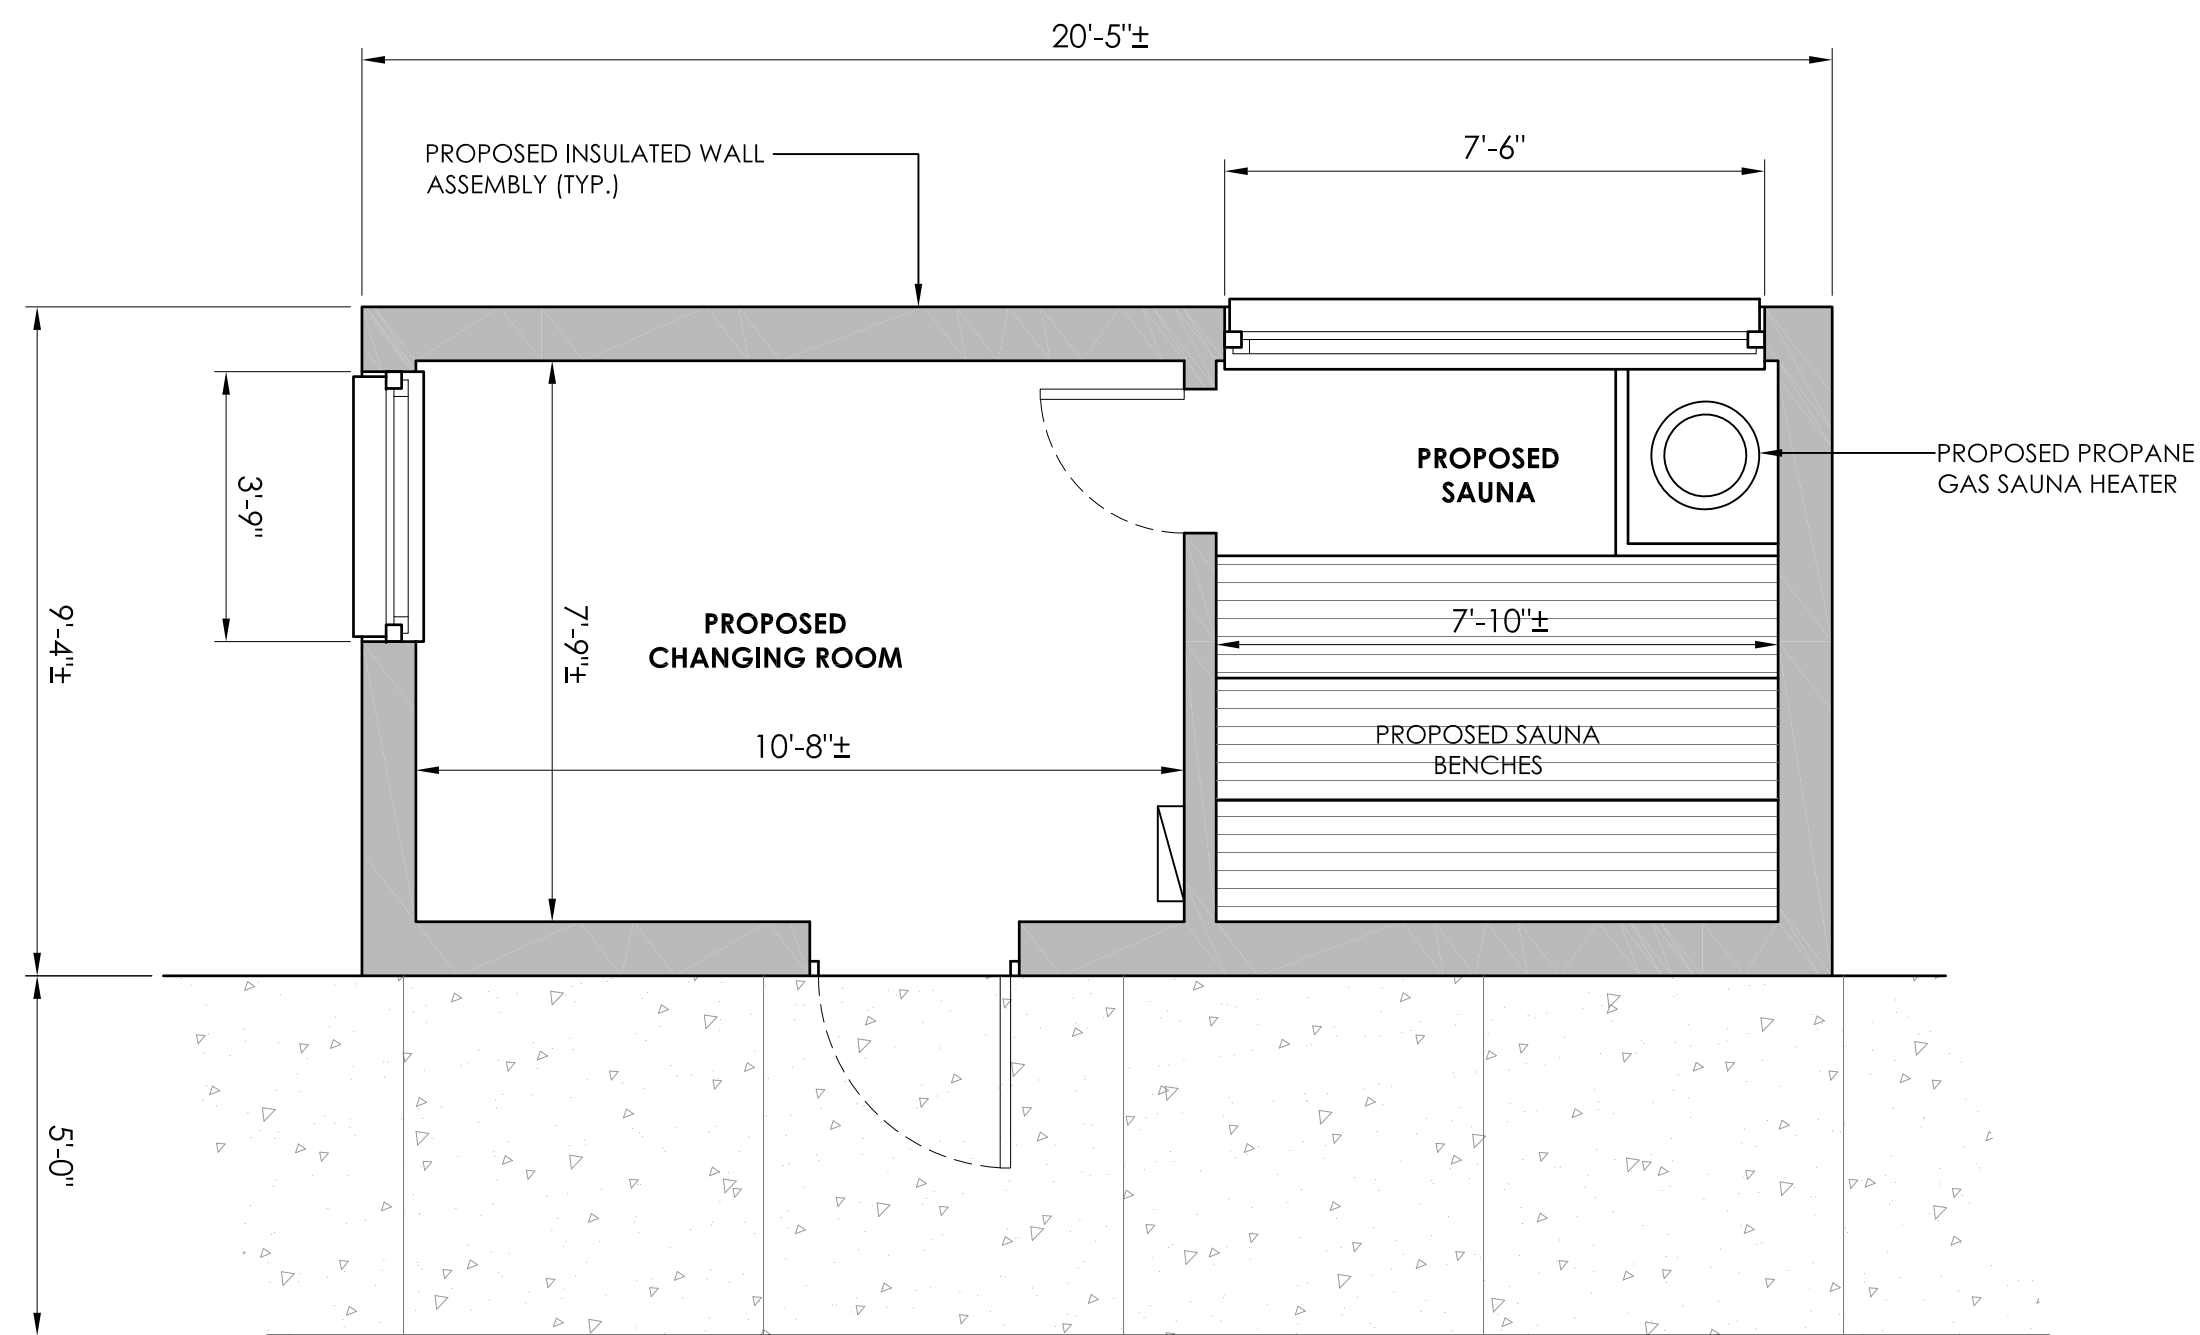 20'-5"±
PROPOSED INSULATED WALL
ASSEMBLY (TYP.)
7'-6"
PROPOSED
SAUNA
PROPOSED PROPANE
GAS SAUNA HEATER
3'-9"
9'-4"±
7'-9"±
PROPOSED
CHANGING ROOM
7'-10"±
10'-8"±
PROPOSED SAUNA
BENCHES
5'-0"